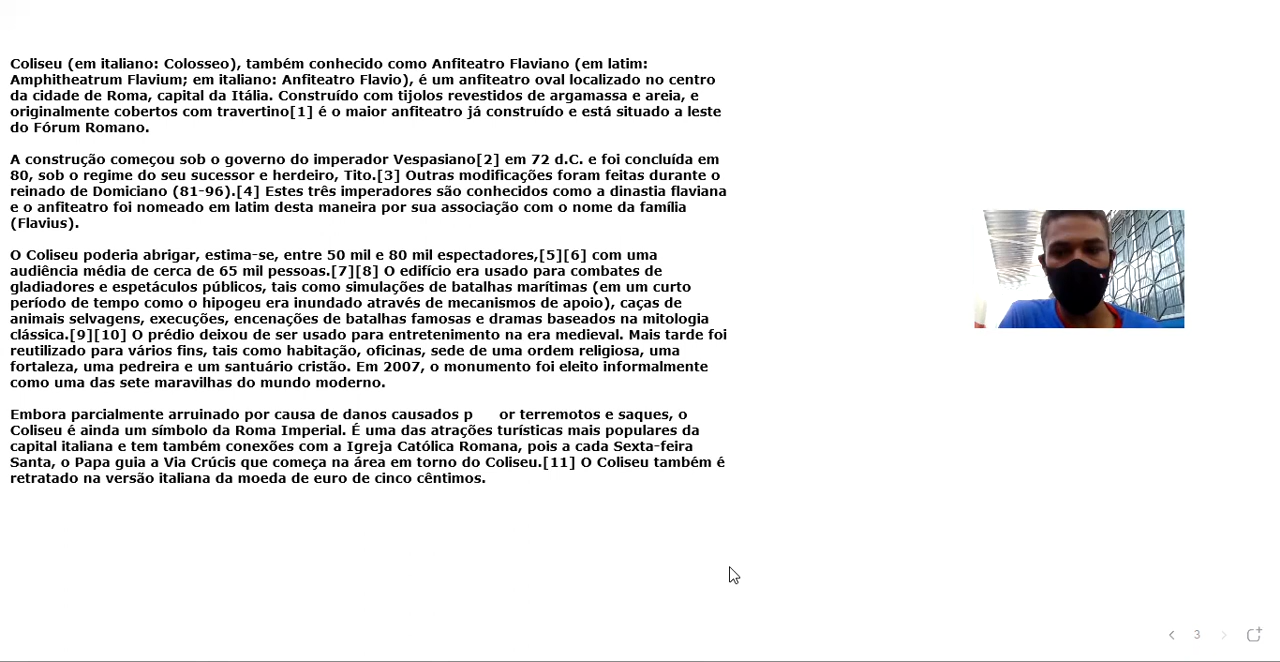 Coliseu (em italiano: Colosseo), também conhecido como Anfiteatro Flaviano (em latim:
Amphitheatrum Flavium; em italiano: Anfiteatro Flavio), é um anfiteatro oval localizado no centro
da cidade de Roma, capital da Itália. Construído com tijolos revestidos de argamassa e areia, e
originalmente cobertos com travertino[1] é o maior anfiteatro já construído e está situado a leste
do Fórum Romano.
A construção começou sob o governo do imperador Vespasiano[2] em 72 d.C. e foi concluída em
80, sob o regime do seu sucessor e herdeiro, Tito.[3] Outras modificações foram feitas durante o
reinado de Domiciano (81-96).[4] Estes três imperadores são conhecidos como a dinastia flaviana
e o anfiteatro foi nomeado em latim desta maneira por sua associação com o nome da família
(Flavius).
O Coliseu poderia abrigar, estima-se, entre 50 mil e 80 mil espectadores,[5][6] com uma
audiência média de cerca de 65 mil pessoas.[7][8] O edifício era usado para combates de
gladiadores e espetáculos públicos, tais como simulações de batalhas marítimas (em um curto
período de tempo como o hipogeu era inundado através de mecanismos de apoio), caças de
animais selvagens, execuções, encenações de batalhas famosas e dramas baseados na mitologia
clássica.[9][10] O prédio deixou de ser usado para entretenimento na era medieval. Mais tarde foi
reutilizado para vários fins, tais como habitação, oficinas, sede de uma ordem religiosa, uma
fortaleza, uma pedreira e um santuário cristão. Em 2007, o monumento foi eleito informalmente
como uma das sete maravilhas do mundo moderno.
Embora parcialmente arruinado por causa de danos causados p or terremotos e saques, o
Coliseu é ainda um símbolo da Roma Imperial. É uma das atrações turísticas mais populares da
capital italiana e tem também conexões com a Igreja Católica Romana, pois a cada Sexta-feira
Santa, o Papa guia a Via Crúcis que começa na área em torno do Coliseu.[11] O Coliseu também é
retratado na versão italiana da moeda de euro de cinco cêntimos.
3